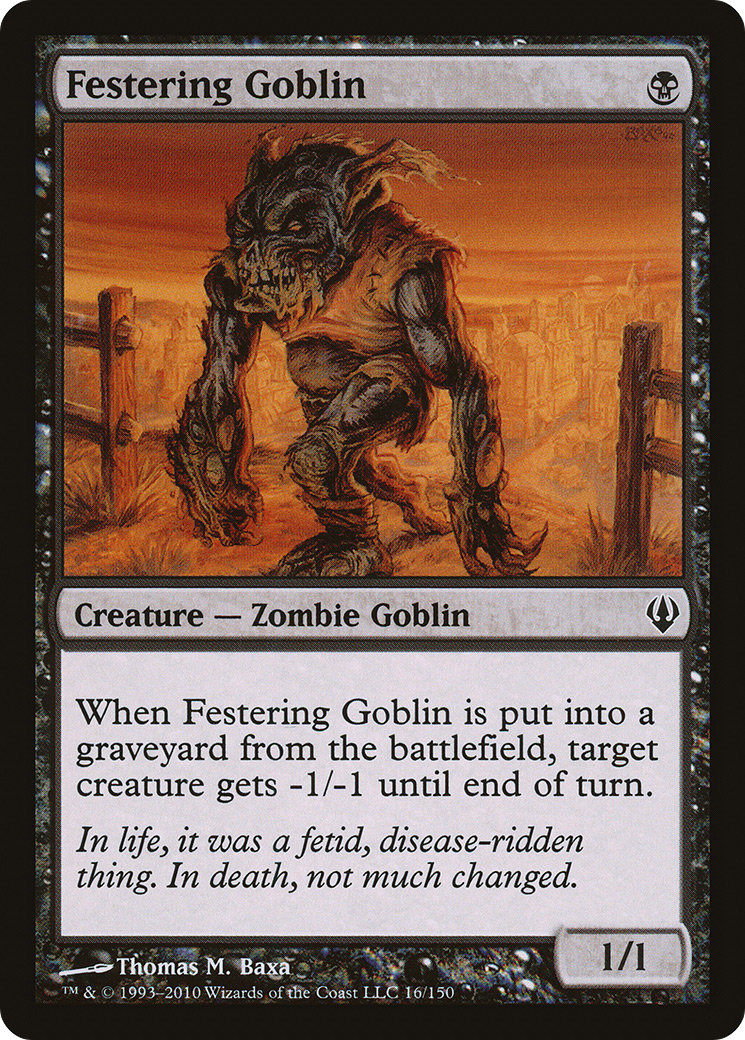 Festering Goblin
Creature — Zombie Goblin
When Festering Goblin is put into a
graveyard from the battlefield, target
creature gets -1/-1 until end of turn.
In life, it was a fetid, disease-ridden
thing. In death, not much changed.
1/1
Thomas M. Baxa
™ & © 1993–2010 Wizards of the Coast LLC 16/150